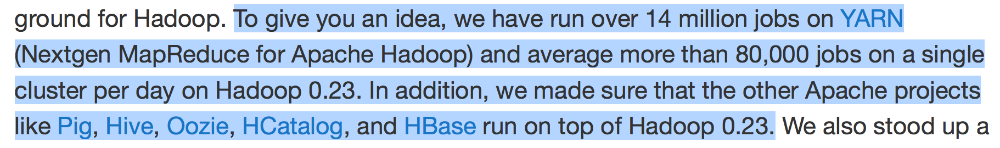 ground for Hadoop. To give you an idea, we have run over 14 million jobs on YARN
(Nextgen MapReduce for Apache Hadoop) and average more than 80,000 jobs on a single
cluster per day on Hadoop 0.23. In addition, we made sure that the other Apache projects
like Pig, Hive, Oozie, HCatalog, and HBase run on top of Hadoop 0.23. We also stood up a